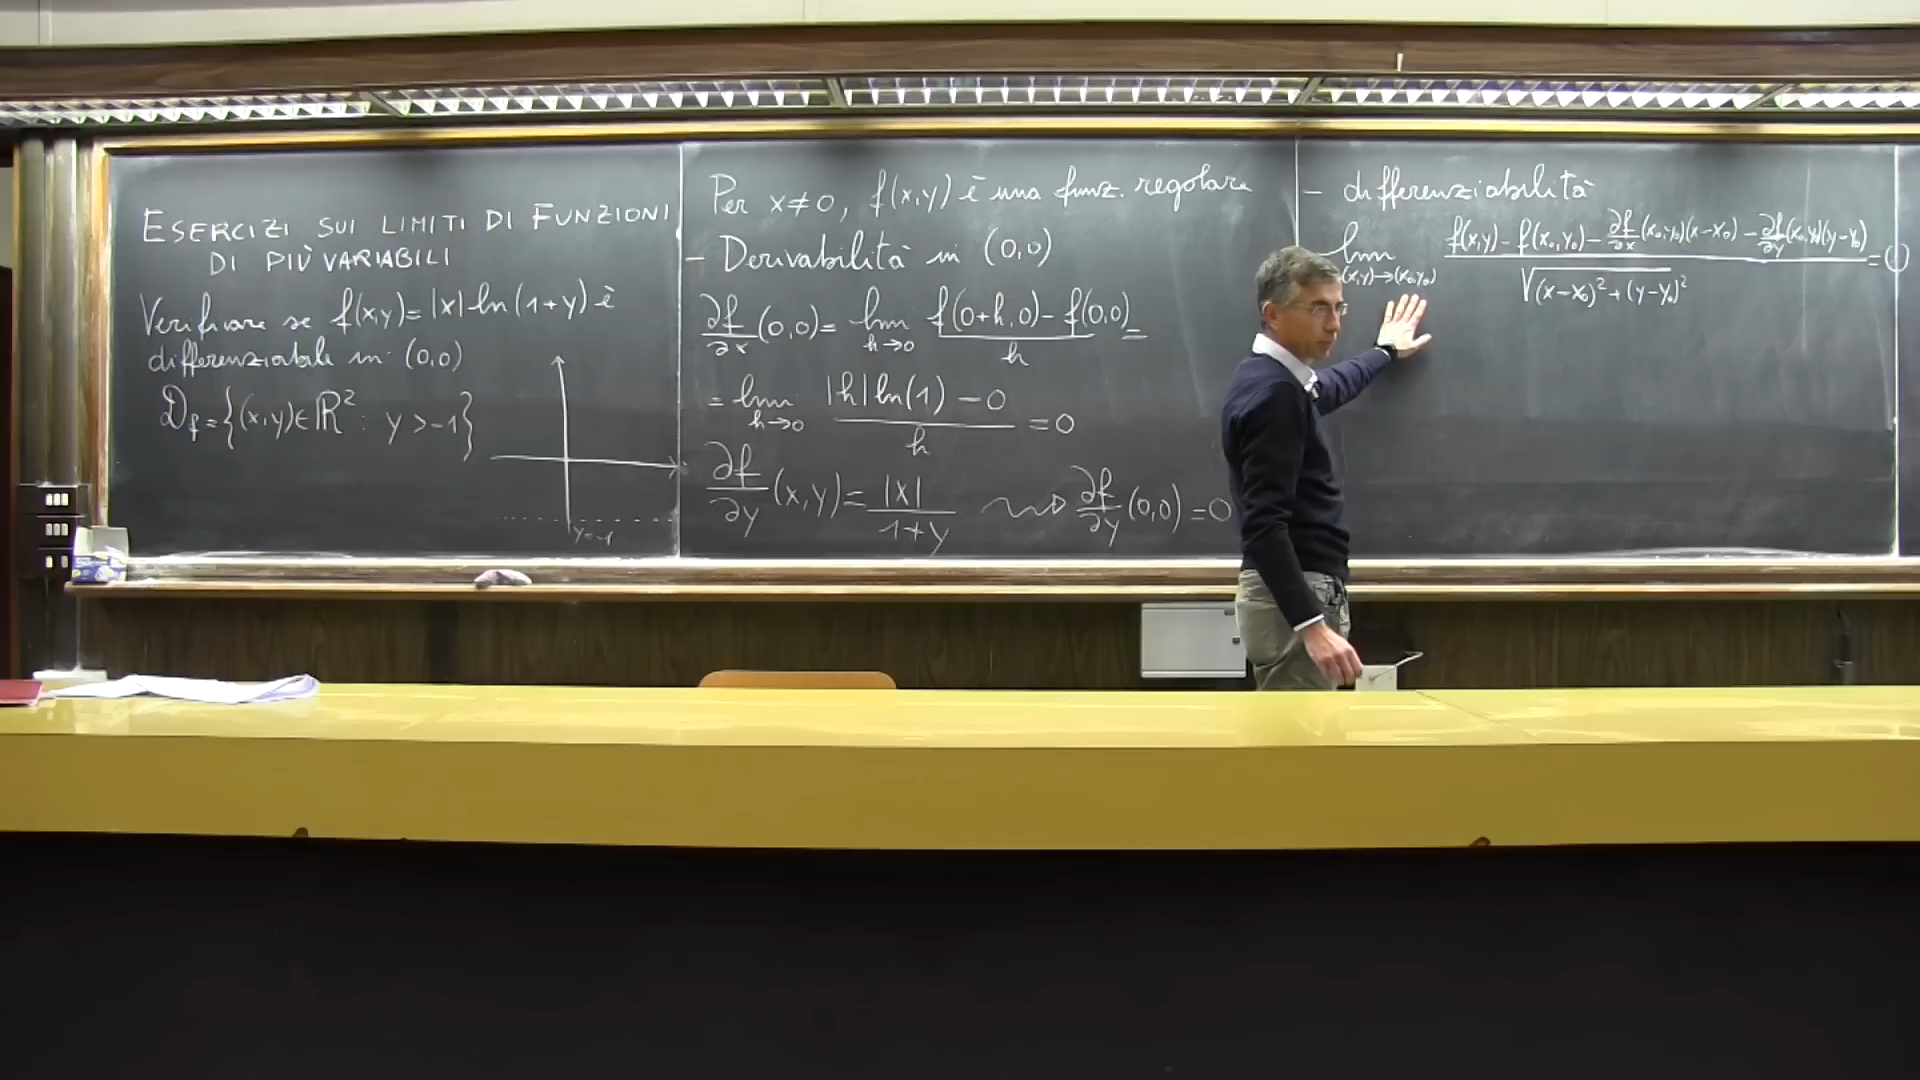 ESERCIZI SUI LIMITI DI FUNZIONI
DI PIÙ VARIABILI
Verificare se f(x,y)=|x|ln(1+y) è
differenziabile in (0,0)
D_f={(x,y)∈ℝ²: y>-1}
y=-1
Per x≠0, f(x,y) è una funz. regolare
- Derivabilità in (0,0)
∂f/∂x (0,0)= lim_{h→0} (f(0+h,0)-f(0,0))/h =
= lim_{h→0} (|h|ln(1)-0)/h =0
∂f/∂y (x,y)= |x|/(1+y) ⇝ ∂f/∂y (0,0)=0
- differenziabilità
lim_{(x,y)→(x₀,y₀)} (f(x,y)-f(x₀,y₀)-∂f/∂x(x₀,y₀)(x-x₀)-∂f/∂y(x₀,y₀)(y-y₀))/√((x-x₀)²+(y-y₀)²) =0